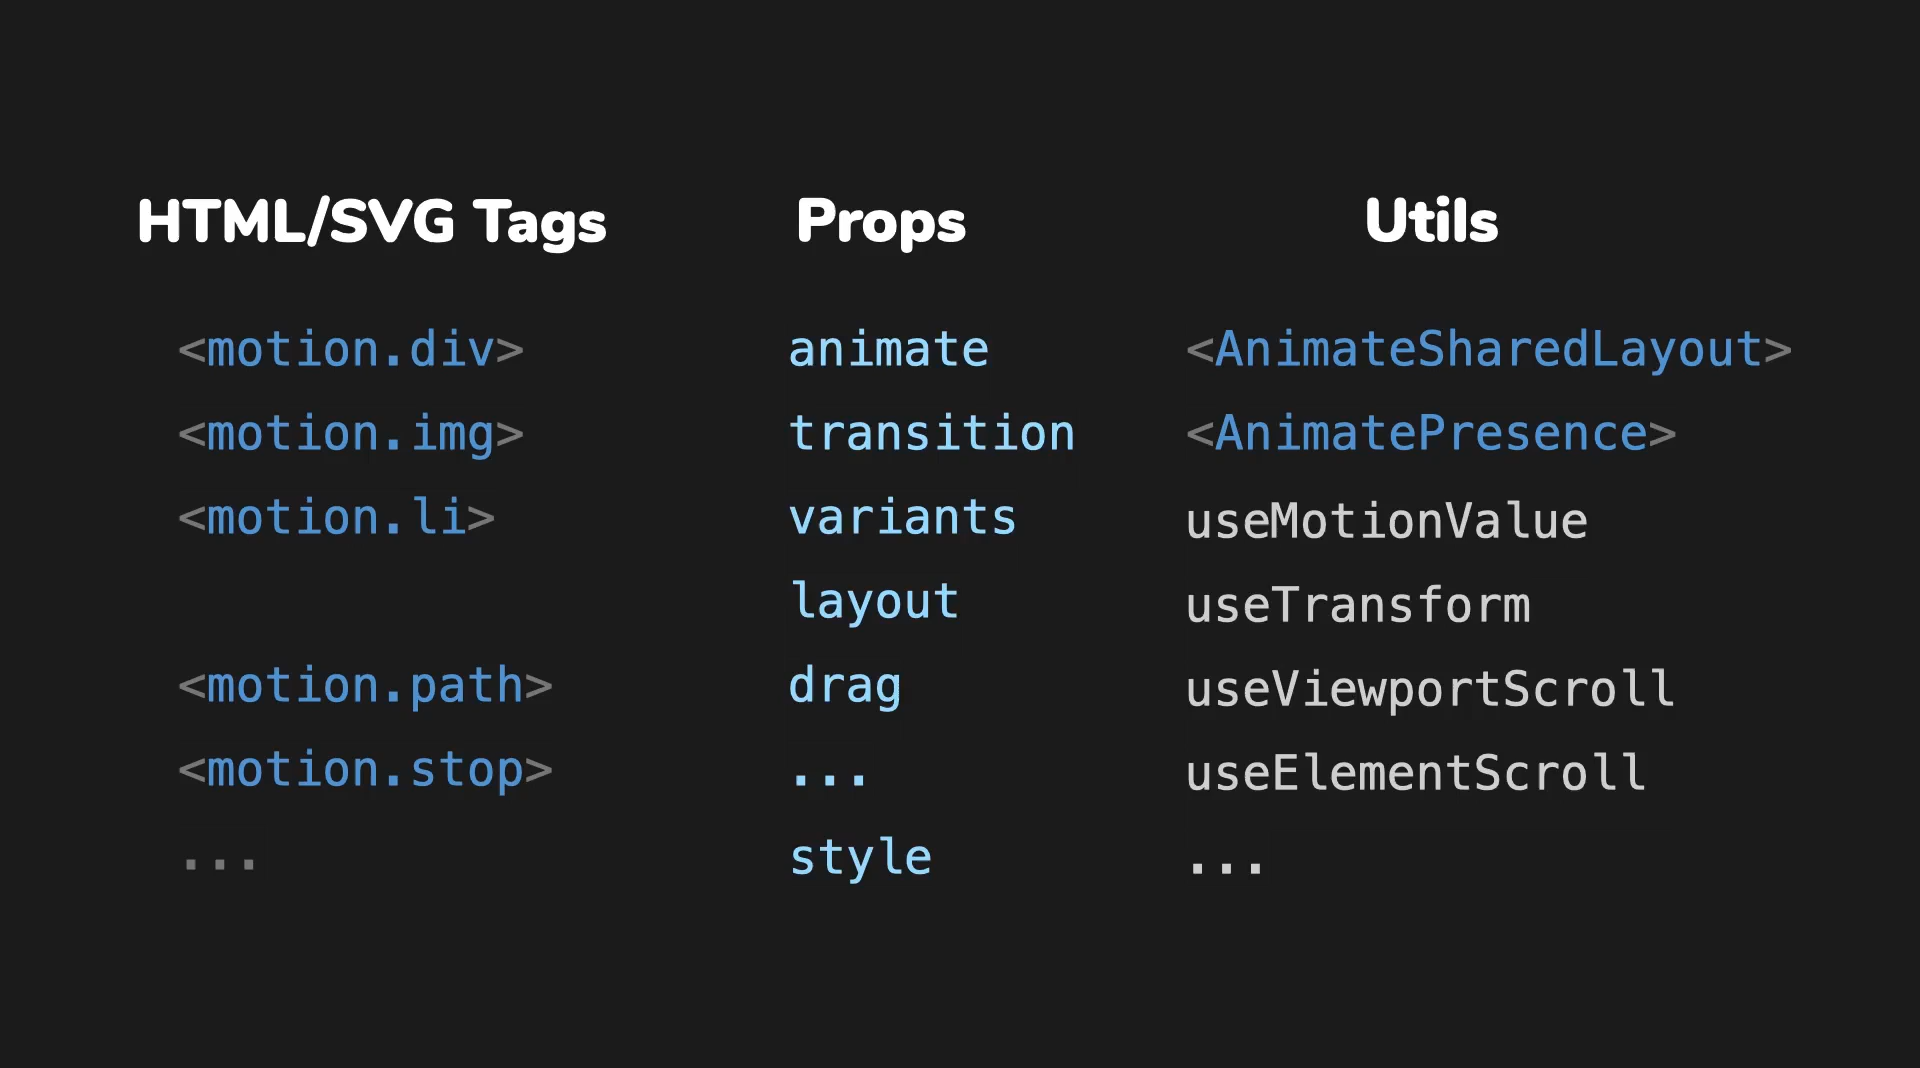 HTML/SVG Tags
<motion.div>
<motion.img>
<motion.li>
<motion.path>
<motion.stop>
...
Props
animate
transition
variants
layout
drag
...
style
Utils
<AnimateSharedLayout>
<AnimatePresence>
useMotionValue
useTransform
useViewportScroll
useElementScroll
...